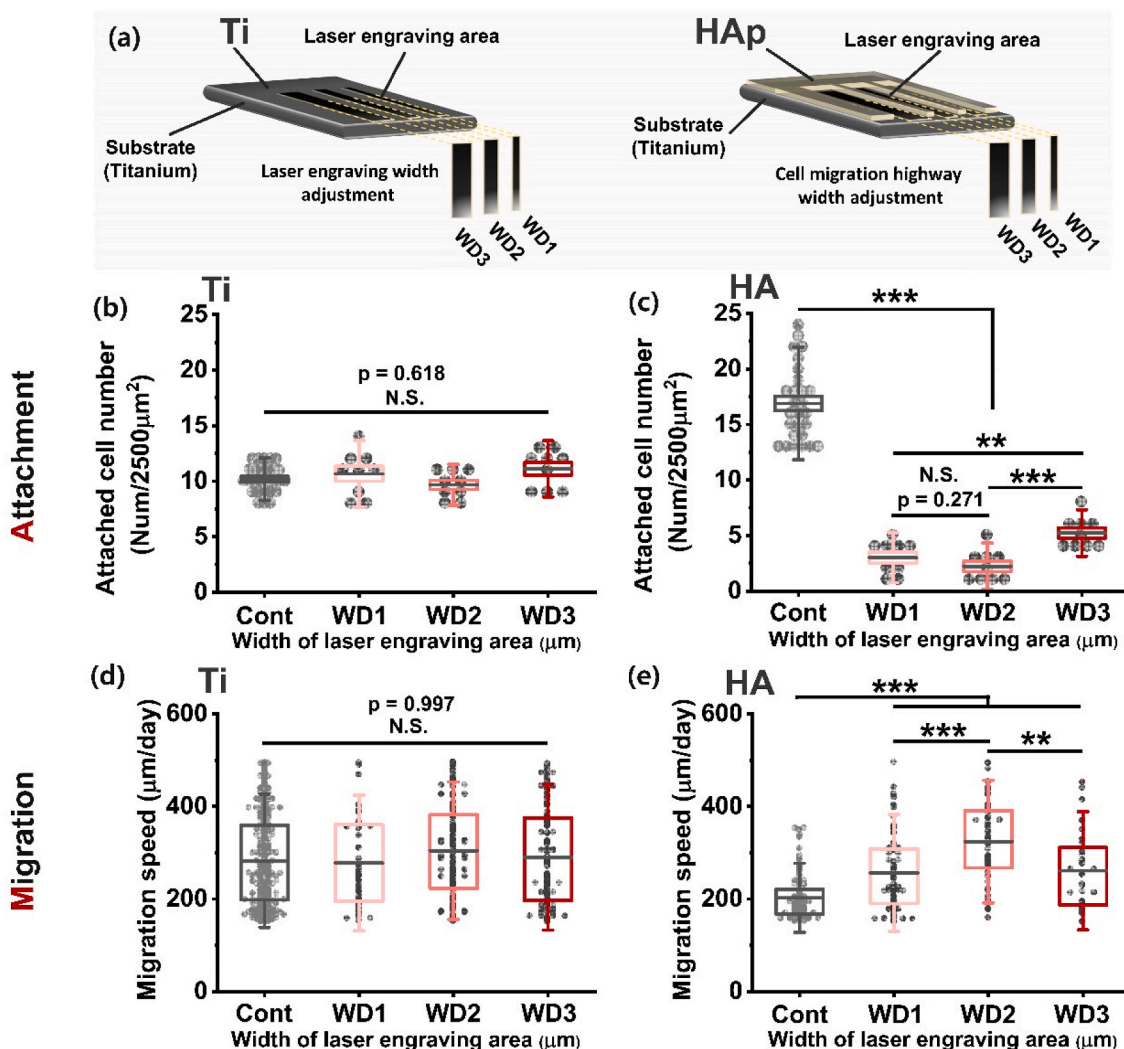 (a)
Ti
Laser engraving area
Substrate
(Titanium)
Laser engraving width
adjustment
WD3
WD2
WD1
HAp
Laser engraving area
Substrate
(Titanium)
Cell migration highway
width adjustment
WD3
WD2
WD1
Attachment
(b)
Ti
Attached cell number
(Num/2500μm²)
25
20
15
10
5
0
p = 0.618
N.S.
Cont WD1 WD2 WD3
Width of laser engraving area (μm)
(c)
HA
Attached cell number
(Num/2500μm²)
25
20
15
10
5
0
***
**
N.S.
p = 0.271
***
Cont WD1 WD2 WD3
Width of laser engraving area (μm)
Migration
(d)
Ti
Migration speed (μm/day)
600
400
200
0
p = 0.997
N.S.
Cont WD1 WD2 WD3
Width of laser engraving area (μm)
(e)
HA
Migration speed (μm/day)
600
400
200
0
***
***
**
Cont WD1 WD2 WD3
Width of laser engraving area (μm)